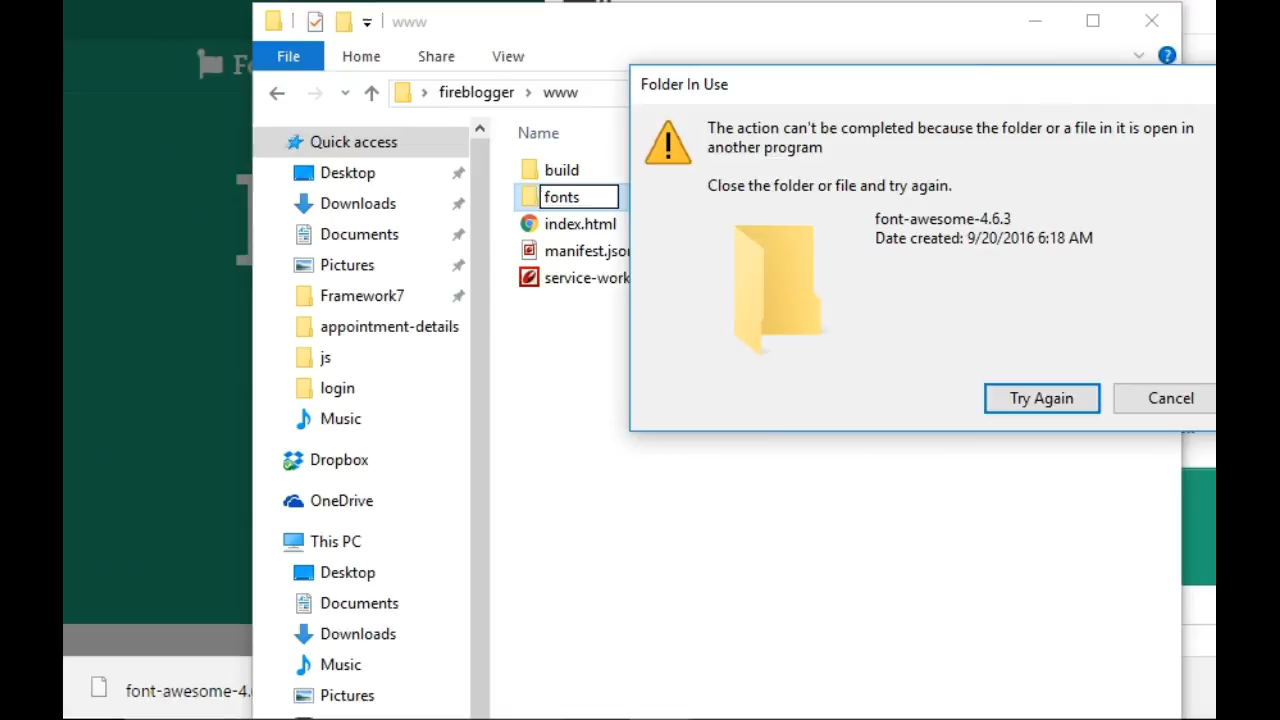 www
File
Home
Share
View
fireblogger
www
Folder In Use
The action can't be completed because the folder or a file in it is open in
another program
Close the folder or file and try again.
font-awesome-4.6.3
Date created: 9/20/2016 6:18 AM
Try Again
Cancel
Name
build
fonts
index.html
manifest.jso
service-work
Quick access
Desktop
Downloads
Documents
Pictures
Framework7
appointment-details
js
login
Music
Dropbox
OneDrive
This PC
Desktop
Documents
Downloads
Music
Pictures
font-awesome-4.